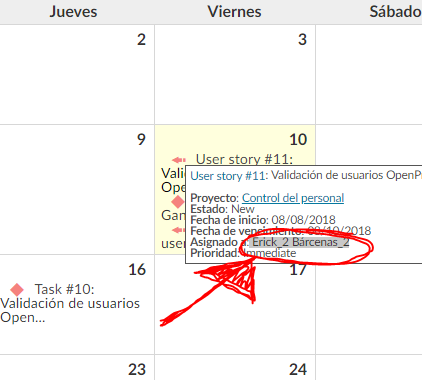 Jueves Viernes Sábado
2 3
9 10
User story #11:
Vali
Ope
Gan
user
User story #11: Validación de usuarios OpenP
Proyecto: Control del personal
Estado: New
Fecha de inicio: 08/08/2018
Fecha de vencimiento: 09/10/2018
Asignado a: Erick_2 Bárcenas_2
Prioridad: Immediate
16 17
Task #10:
Validación de usuarios
Open...
23 24